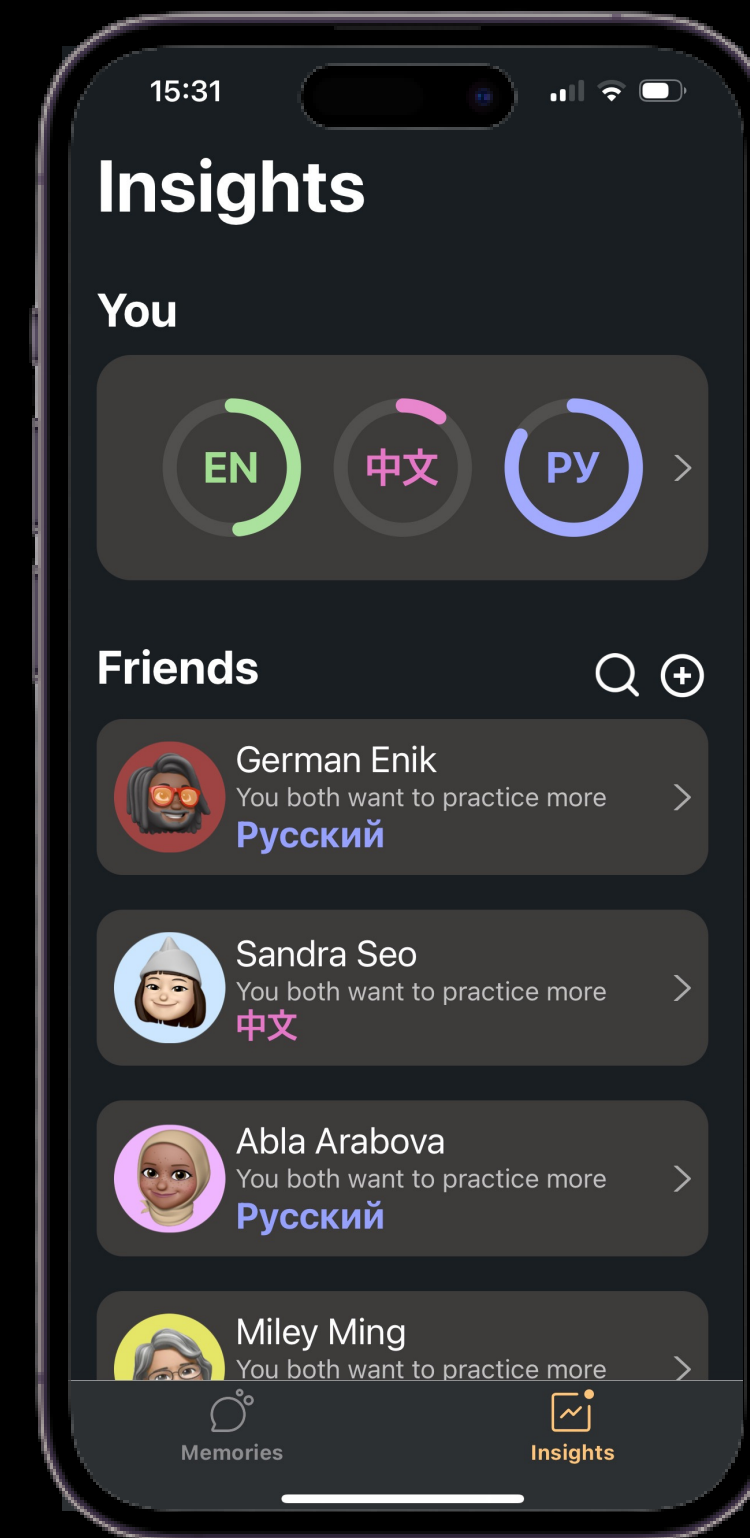 15:31
Insights
You
EN 中文 РУ
Friends
German Enik
You both want to practice more
Русский
Sandra Seo
You both want to practice more
中文
Abla Arabova
You both want to practice more
Русский
Miley Ming
You both want to practice more
Memories Insights